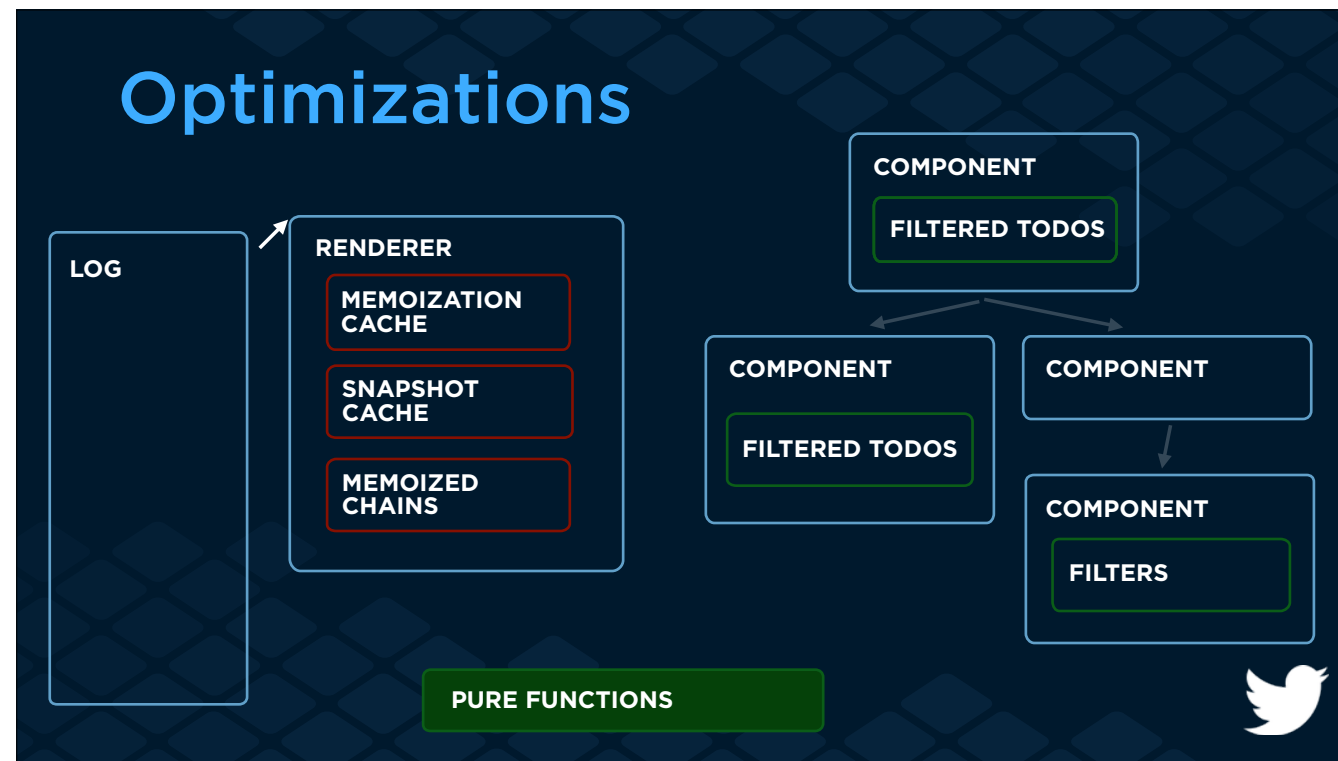 Optimizations
LOG
RENDERER
MEMOIZATION
CACHE
SNAPSHOT
CACHE
MEMOIZED
CHAINS
COMPONENT
FILTERED TODOS
COMPONENT
FILTERED TODOS
COMPONENT
COMPONENT
FILTERS
PURE FUNCTIONS